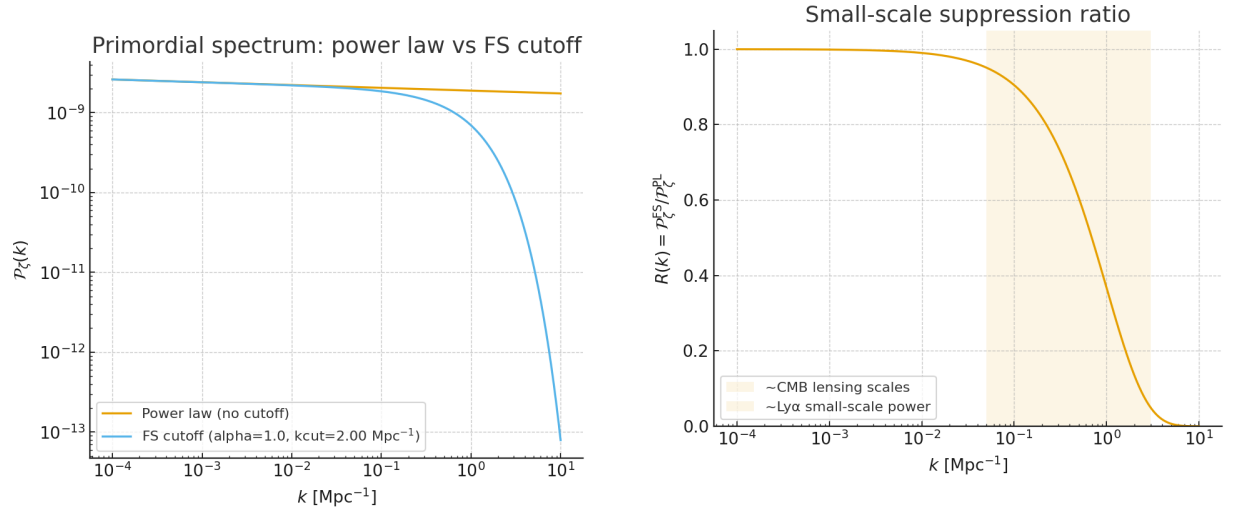 Primordial spectrum: power law vs FS cutoff
10⁻⁹
10⁻¹⁰
10⁻¹¹
10⁻¹²
10⁻¹³
𝒫ζ(k)
Power law (no cutoff)
FS cutoff (alpha=1.0, kcut=2.00 Mpc⁻¹)
10⁻⁴
10⁻³
10⁻²
10⁻¹
10⁰
10¹
k [Mpc⁻¹]
Small-scale suppression ratio
1.0
0.8
0.6
0.4
0.2
0.0
R(k) = 𝒫ζ^FS/𝒫ζ^PL
~CMB lensing scales
~Lyα small-scale power
10⁻⁴
10⁻³
10⁻²
10⁻¹
10⁰
10¹
k [Mpc⁻¹]